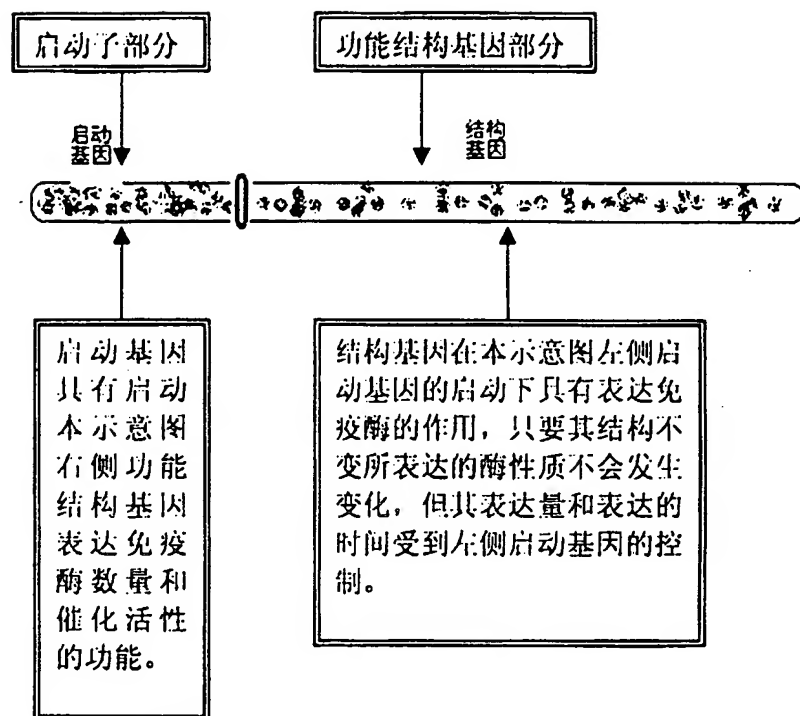 启动子部分
功能结构基因部分
启动
基因
结构
基因
启动基因
具有启动
本示意图
右侧功能
结构基因
表达免疫
酶数量和
催化活性
的功能。
结构基因在本示意图左侧启
动基因的启动下具有表达免
疫酶的作用，只要其结构不
变所表达的酶性质不会发生
变化，但其表达量和表达的
时间受到左侧启动基因的控
制。